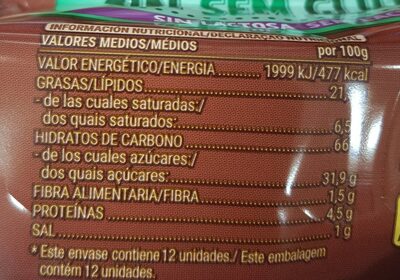 SIN LACTOSA
INFORMACIÓN NUTRICIONAL/DECLARAÇÃO
VALORES MEDIOS/MÉDIOS por 100g
VALOR ENERGÉTICO/ENERGIA 1999 kJ/477 kcal
GRASAS/LÍPIDOS 21,
- de las cuales saturadas:/
dos quais saturados: 6,5
HIDRATOS DE CARBONO 66
- de los cuales azúcares:/
dos quais açúcares: 31,9 g
FIBRA ALIMENTARIA/FIBRA 1,5 g
PROTEÍNAS 4,5 g
SAL 1 g
* Este envase contiene 12 unidades./ Este embalagem
contém 12 unidades.